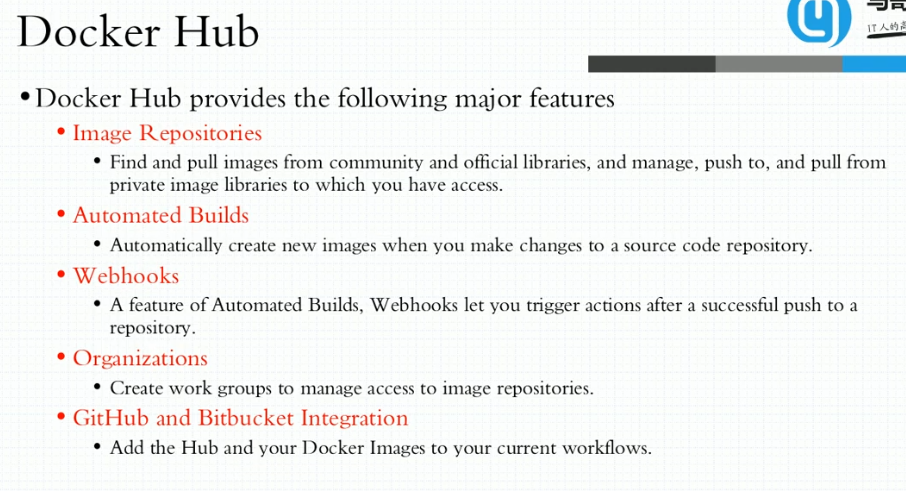 Docker Hub
IT人的高
•Docker Hub provides the following major features
• Image Repositories
• Find and pull images from community and official libraries, and manage, push to, and pull from
private image libraries to which you have access.
• Automated Builds
• Automatically create new images when you make changes to a source code repository.
• Webhooks
• A feature of Automated Builds, Webhooks let you trigger actions after a successful push to a
repository.
• Organizations
• Create work groups to manage access to image repositories.
• GitHub and Bitbucket Integration
• Add the Hub and your Docker Images to your current workflows.